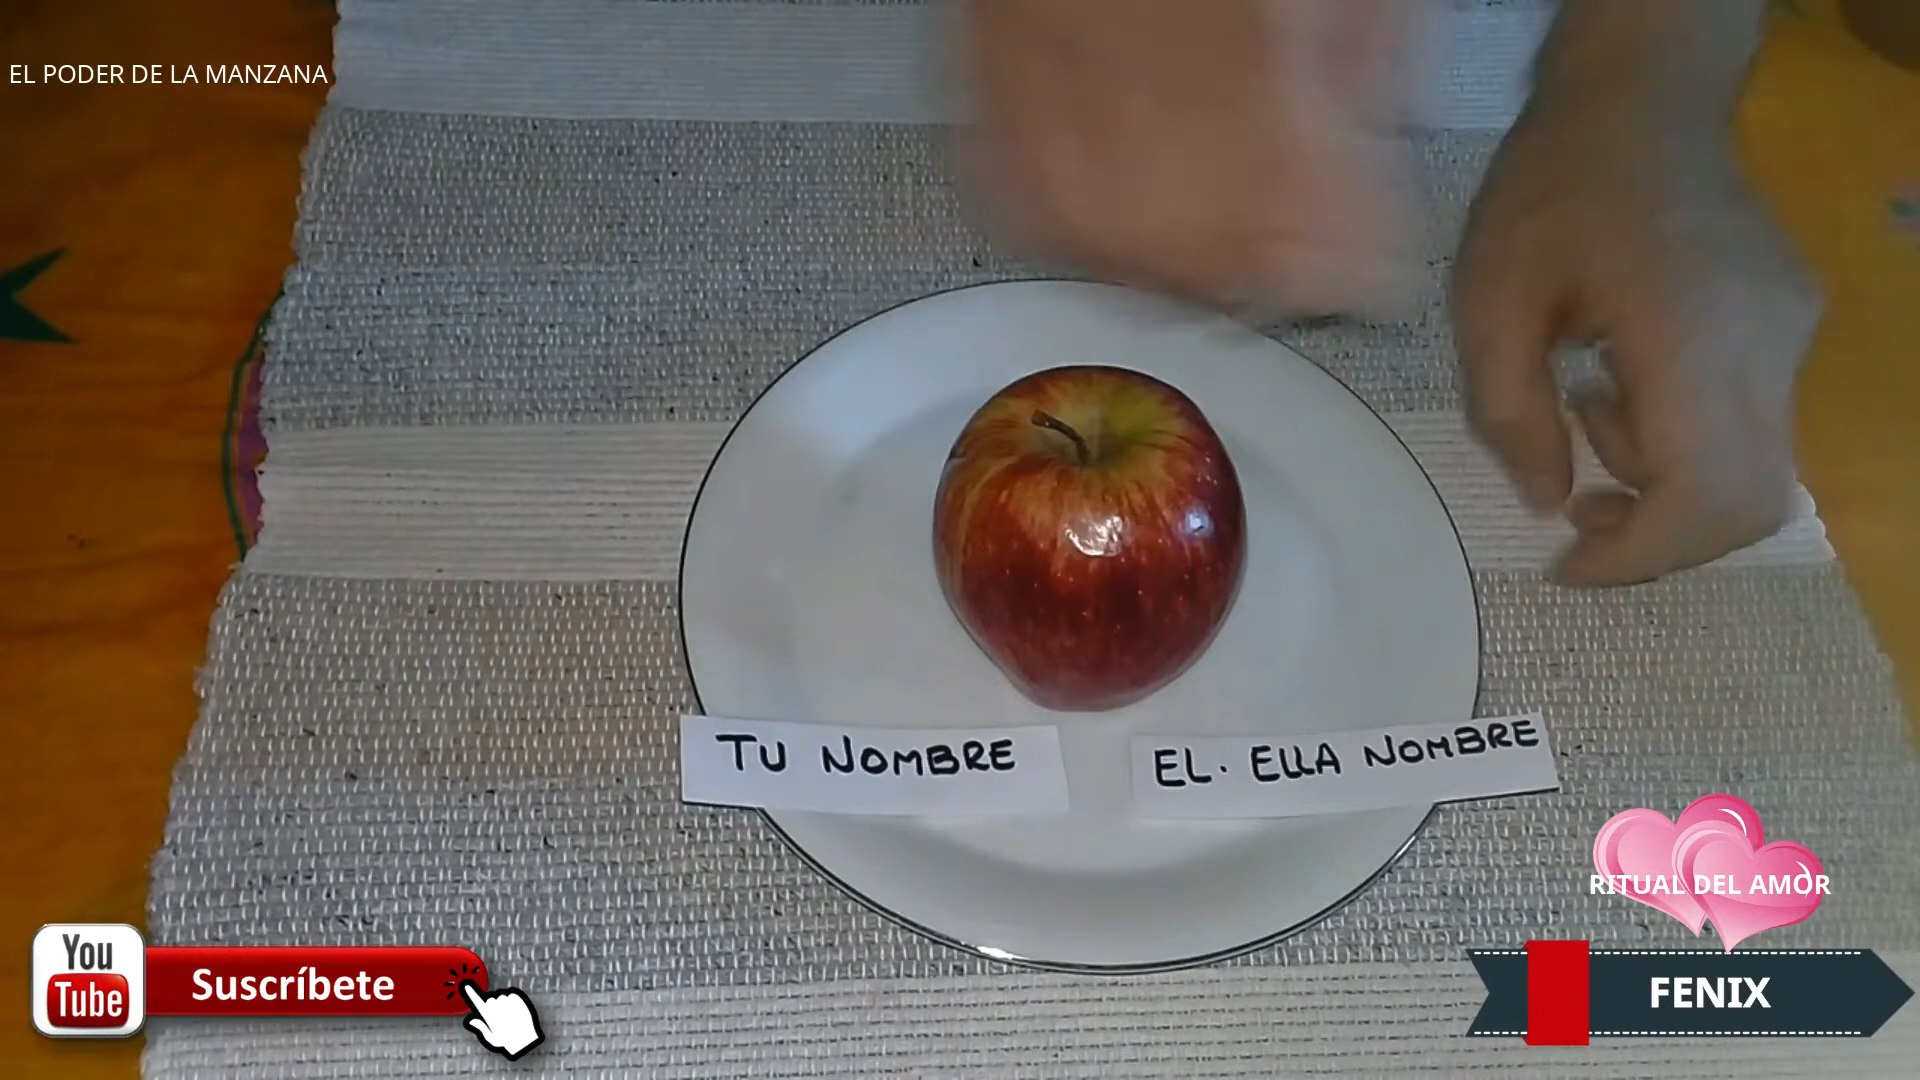 EL PODER DE LA MANZANA
TU NOMBRE
EL. ELLA NOMBRE
RITUAL DEL AMOR
You
Tube
Suscríbete
FENIX